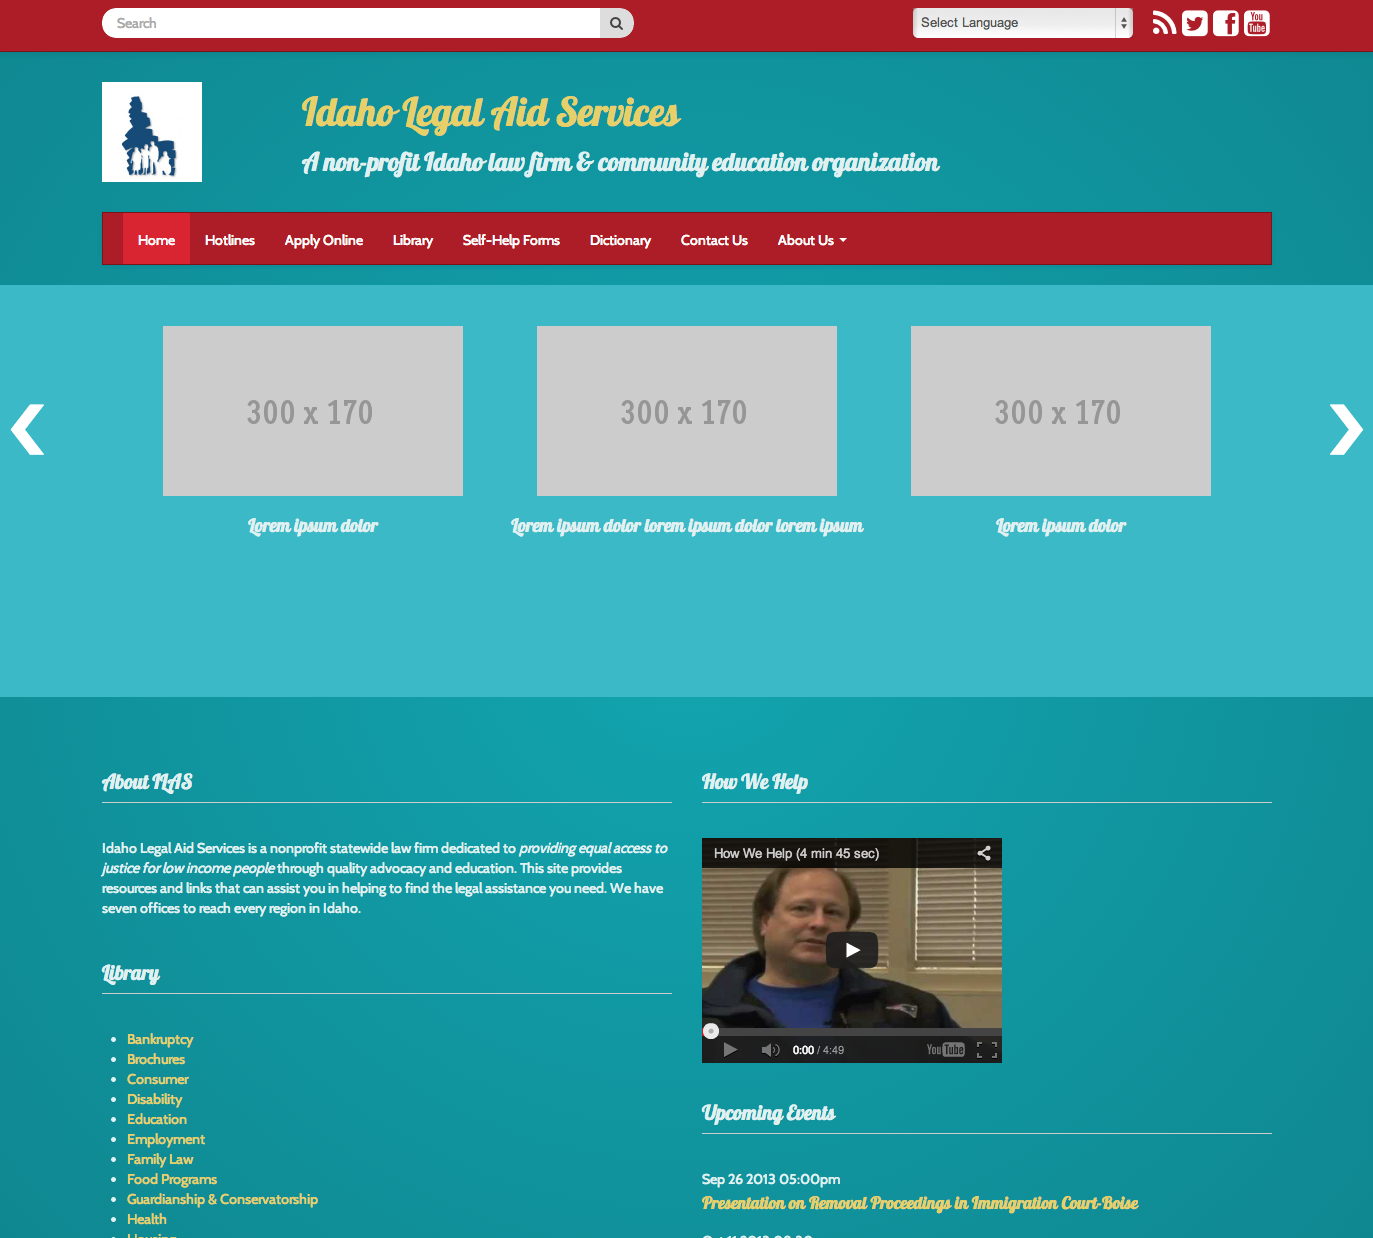 Search
Select Language
You
Tube
Idaho Legal Aid Services
A non-profit Idaho law firm & community education organization
Home Hotlines Apply Online Library Self-Help Forms Dictionary Contact Us About Us
300 x 170
300 x 170
300 x 170
Lorem ipsum dolor
Lorem ipsum dolor lorem ipsum dolor lorem ipsum
Lorem ipsum dolor
About ILAS
Idaho Legal Aid Services is a nonprofit statewide law firm dedicated to providing equal access to
justice for low income people through quality advocacy and education. This site provides
resources and links that can assist you in helping to find the legal assistance you need. We have
seven offices to reach every region in Idaho.
Library
Bankruptcy
Brochures
Consumer
Disability
Education
Employment
Family Law
Food Programs
Guardianship & Conservatorship
Health
How We Help
How We Help (4 min 45 sec)
0:00 / 4:49
YouTube
Upcoming Events
Sep 26 2013 05:00pm
Presentation on Removal Proceedings in Immigration Court-Boise